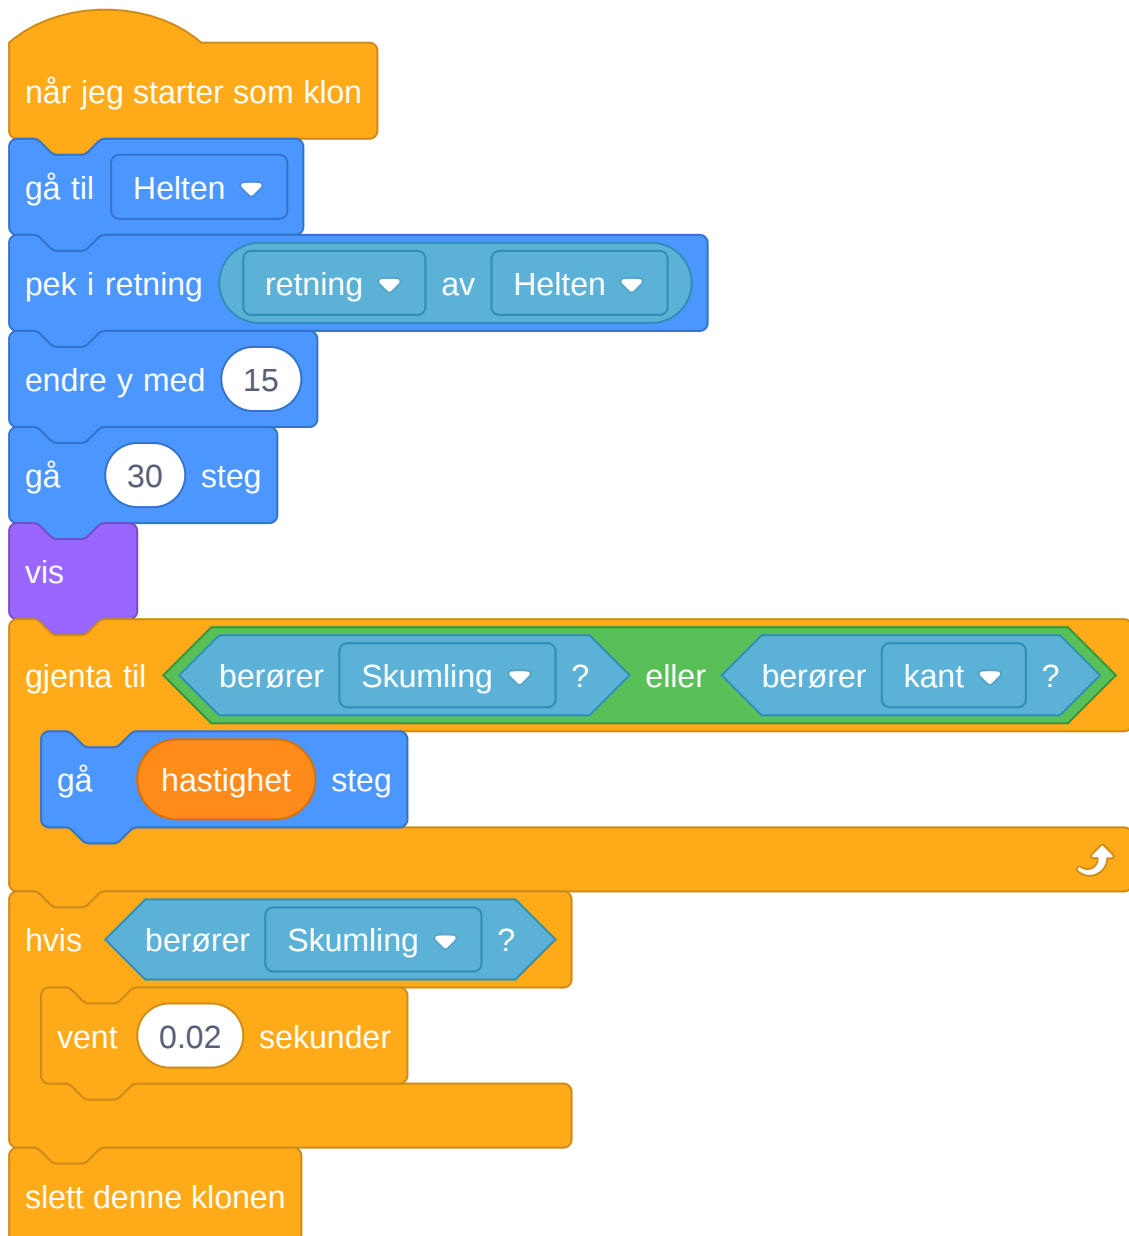 når jeg starter som klon
gå til Helten
pek i retning retning av Helten
endre y med 15
gå 30 steg
vis
gjenta til berører Skumling ? eller berører kant ?
gå hastighet steg
hvis berører Skumling ?
vent 0.02 sekunder
slett denne klonen